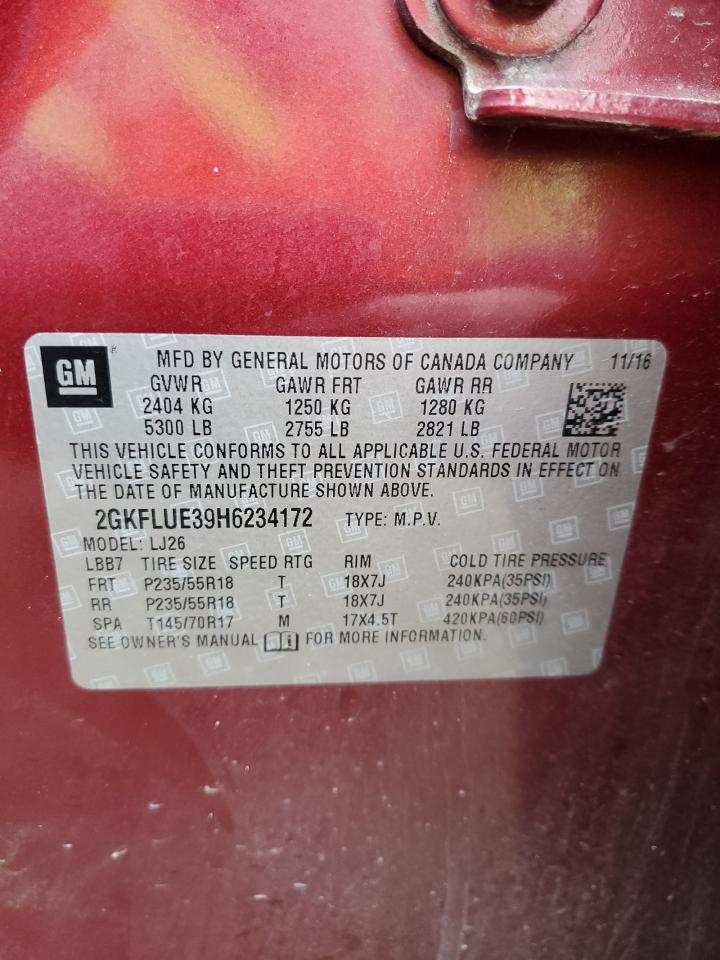 GM ® MFD BY GENERAL MOTORS OF CANADA COMPANY 11/16
GVWR GAWR FRT GAWR RR
2404 KG 1250 KG 1280 KG
5300 LB 2755 LB 2821 LB
THIS VEHICLE CONFORMS TO ALL APPLICABLE U.S. FEDERAL MOTOR
VEHICLE SAFETY AND THEFT PREVENTION STANDARDS IN EFFECT ON
THE DATE OF MANUFACTURE SHOWN ABOVE.
2GKFLUE39H6234172 TYPE: M.P.V.
MODEL: LJ26
LBB7 TIRE SIZE SPEED RTG RIM COLD TIRE PRESSURE
FRT P235/55R18 T 18X7J 240KPA(35PSI)
RR P235/55R18 T 18X7J 240KPA(35PSI)
SPA T145/70R17 M 17X4.5T 420KPA(60PSI)
SEE OWNER'S MANUAL i FOR MORE INFORMATION.